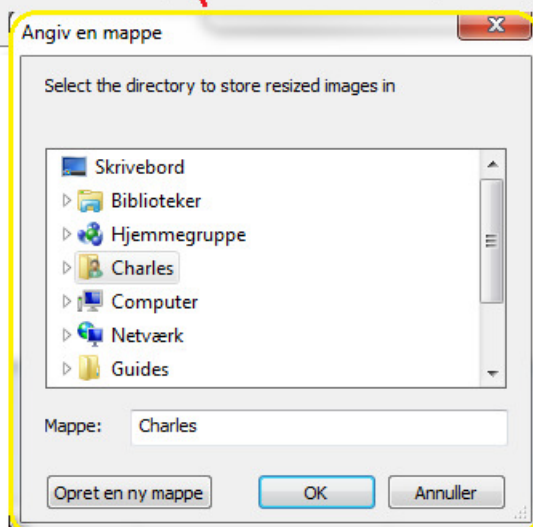 Angiv en mappe
Select the directory to store resized images in
Skrivebord
Biblioteker
Hjemmegruppe
Charles
Computer
Netværk
Guides
Mappe: Charles
Opret en ny mappe OK Annuller